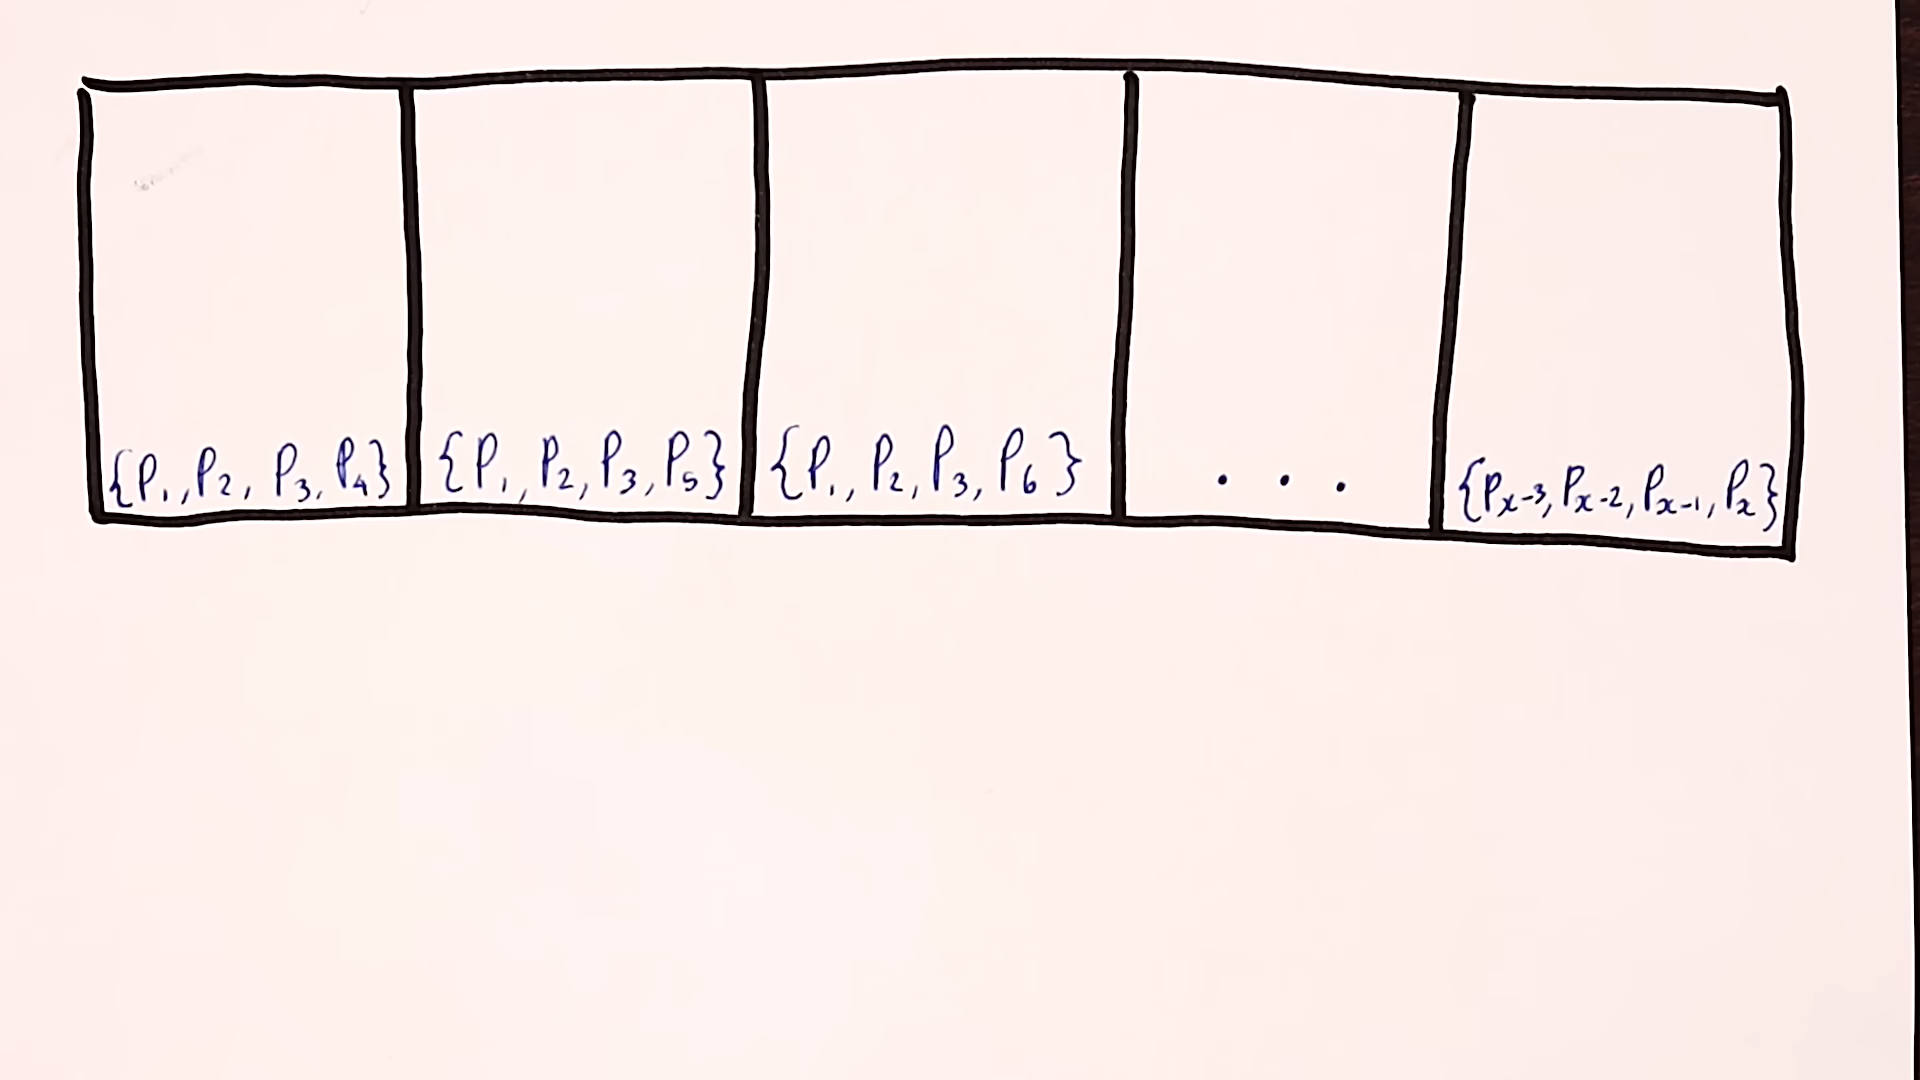 {P₁, P₂, P₃, P₄} {P₁, P₂, P₃, P₅} {P₁, P₂, P₃, P₆} . . . {Pₓ₋₃, Pₓ₋₂, Pₓ₋₁, Pₓ}